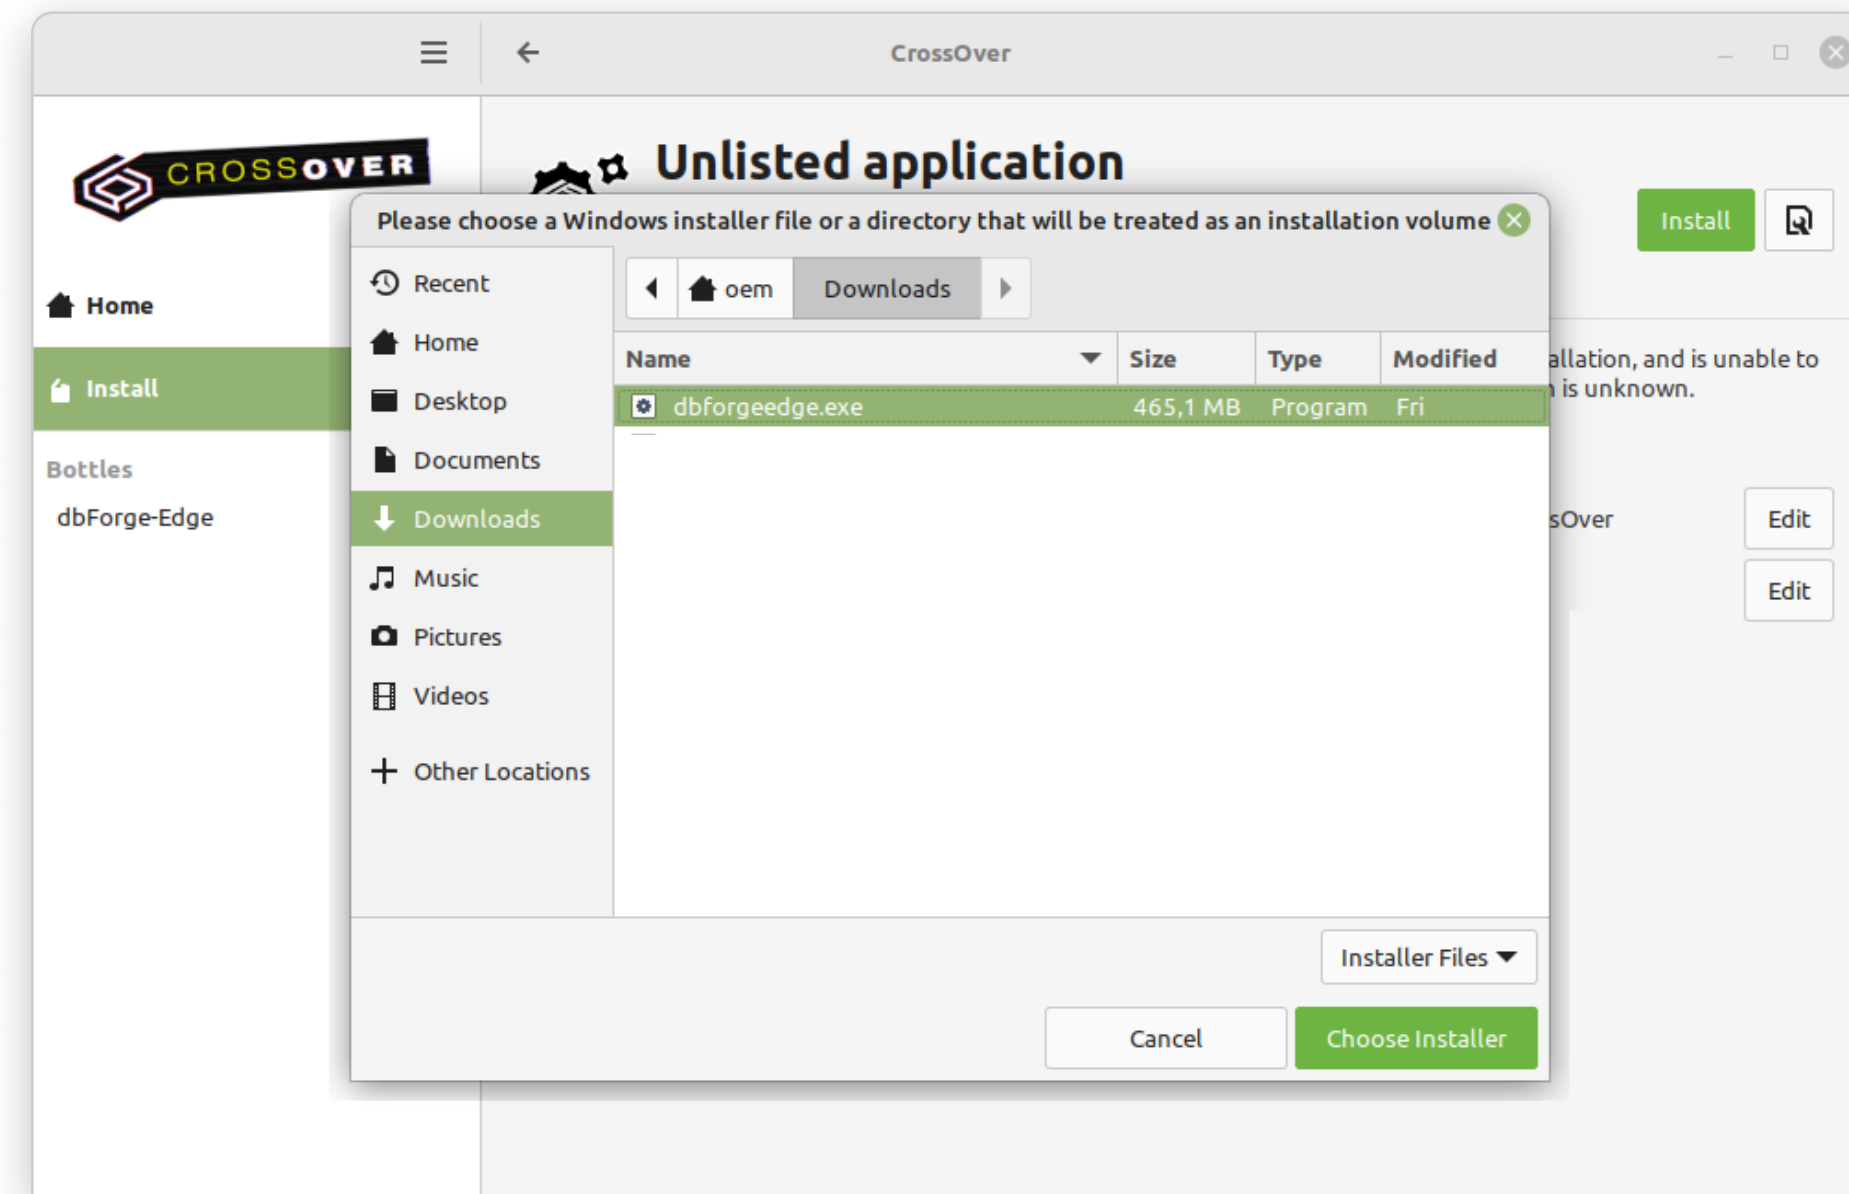 CrossOver
CROSSOVER
Unlisted application
Install
Please choose a Windows installer file or a directory that will be treated as an installation volume
Home
Install
Bottles
dbForge-Edge
Recent
Home
Desktop
Documents
Downloads
Music
Pictures
Videos
Other Locations
oem Downloads
Name Size Type Modified
dbforgeedge.exe 465,1 MB Program Fri
Installer Files
Cancel Choose Installer
allation, and is unable to
is unknown.
sOver Edit
Edit